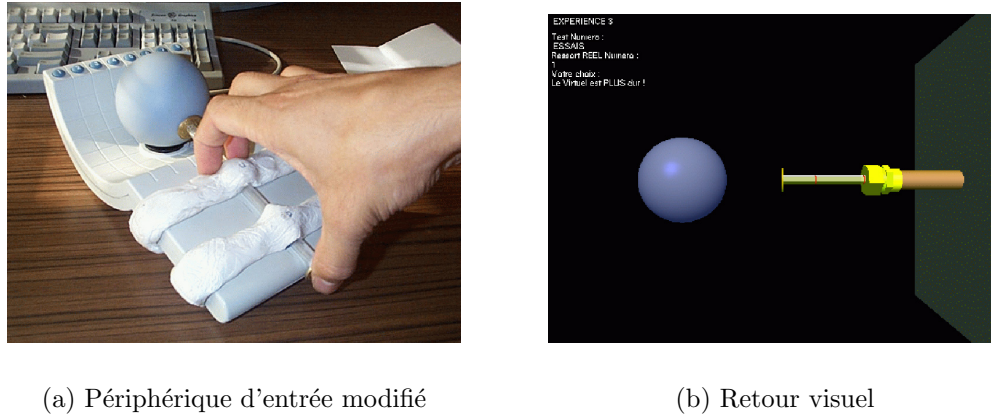 EXPERIENCE 3
Test Numero :
ESSAIS
Ressort REEL Numero :
1
Votre choix :
Le Virtuel est PLUS dur !
(a) Périphérique d'entrée modifié
(b) Retour visuel